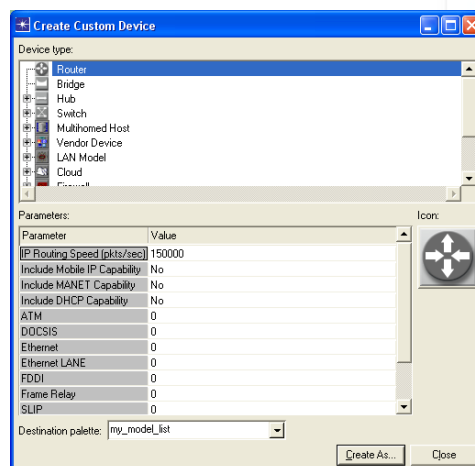 Create Custom Device
Device type:
Router
Bridge
Hub
Switch
Multihomed Host
Vendor Device
LAN Model
Cloud
Firewall
Parameters:
Icon:
Parameter Value
IP Routing Speed (pkts/sec) 150000
Include Mobile IP Capability No
Include MANET Capability No
Include DHCP Capability No
ATM 0
DOCSIS 0
Ethernet 0
Ethernet LANE 0
FDDI 0
Frame Relay 0
SLIP 0
Destination palette: my_model_list
Create As... Close